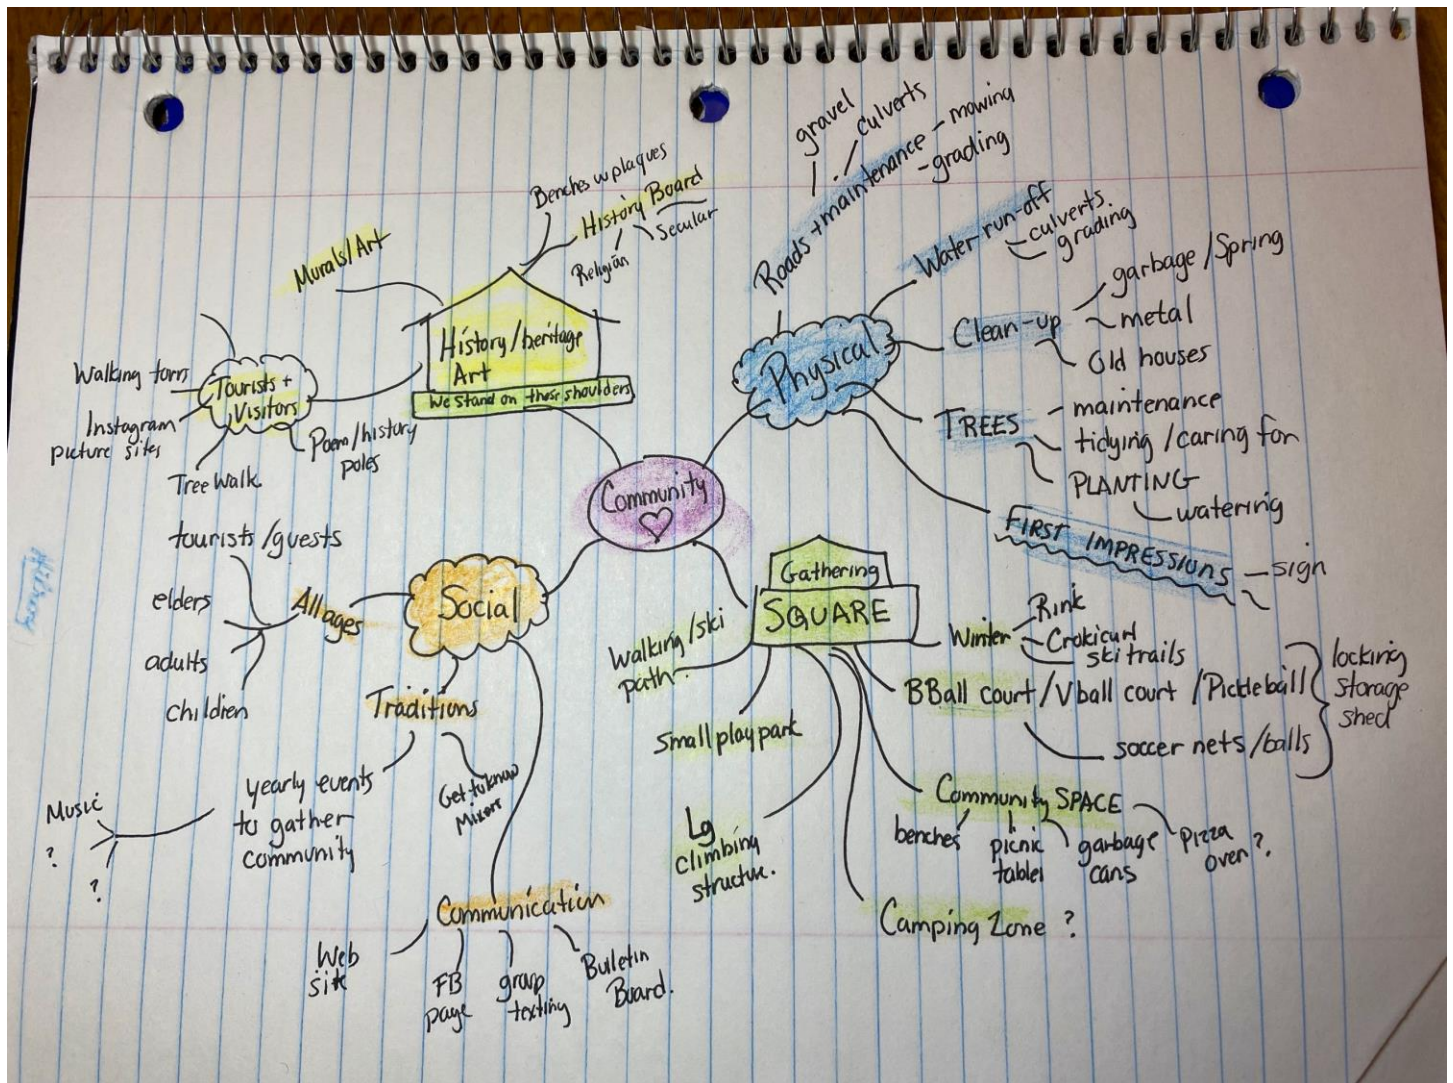 gravel
culverts
Roads + maintenance - mowing
- grading
Benches w plaques
History Board
Religion
Secular
Murals/Art
History/heritage
Art
We stand on these shoulders
Tourists +
Visitors
Walking torrs
Instagram
picture sites
Tree Walk
Poem/history
poles
Physical
Water run-off
culverts.
grading
Clean-up
garbage/Spring
metal
Old houses
TREES
maintenance
tidying/caring for
PLANTING
watering
FIRST IMPRESSIONS
sign
Community
History
Social
All ages
tourists/guests
elders
adults
children
Traditions
yearly events
to gather
community
Music
?
?
Get to know
Mixers
Communication
Web
site
FB
page
group
texting
Bulletin
Board.
Gathering
SQUARE
Walking/ski
path
Small play park
Lg
climbing
structure.
Winter
Rink
Crokicurl
ski trails
BBall court/Vball court/Pickleball
soccer nets/balls
locking
storage
shed
Community SPACE
benches
picnic
tables
garbage
cans
Pizza
oven?.
Camping Zone ?